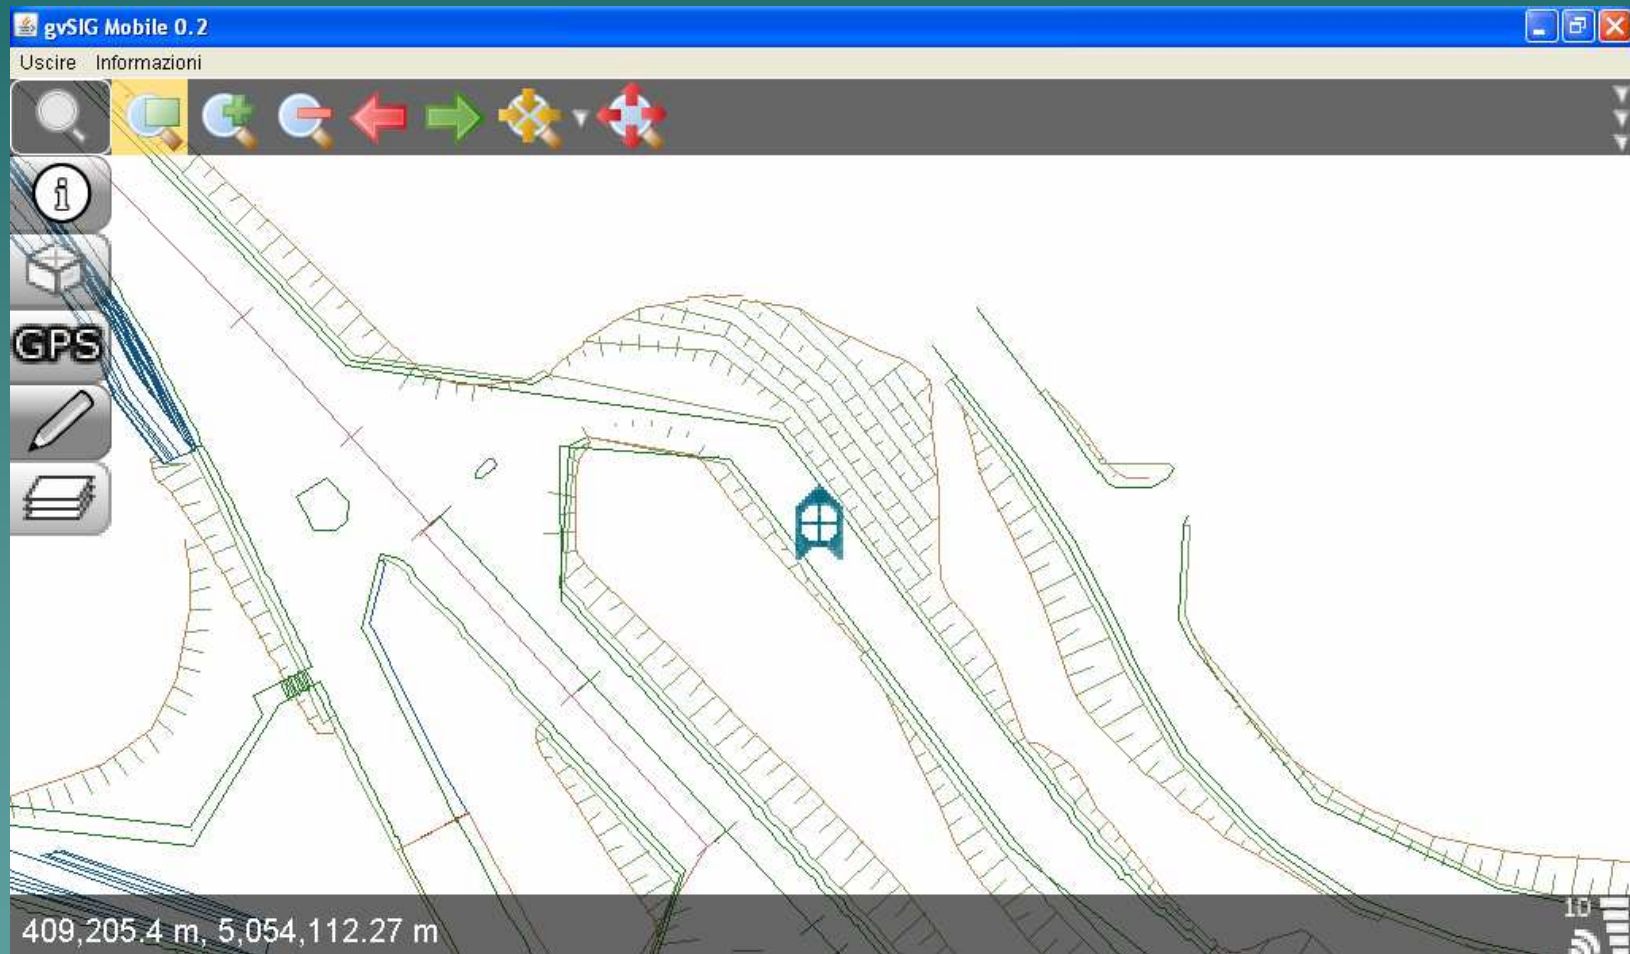 gvSIG Mobile 0.2
Uscire Informazioni
i
GPS
409,205.4 m, 5,054,112.27 m
10